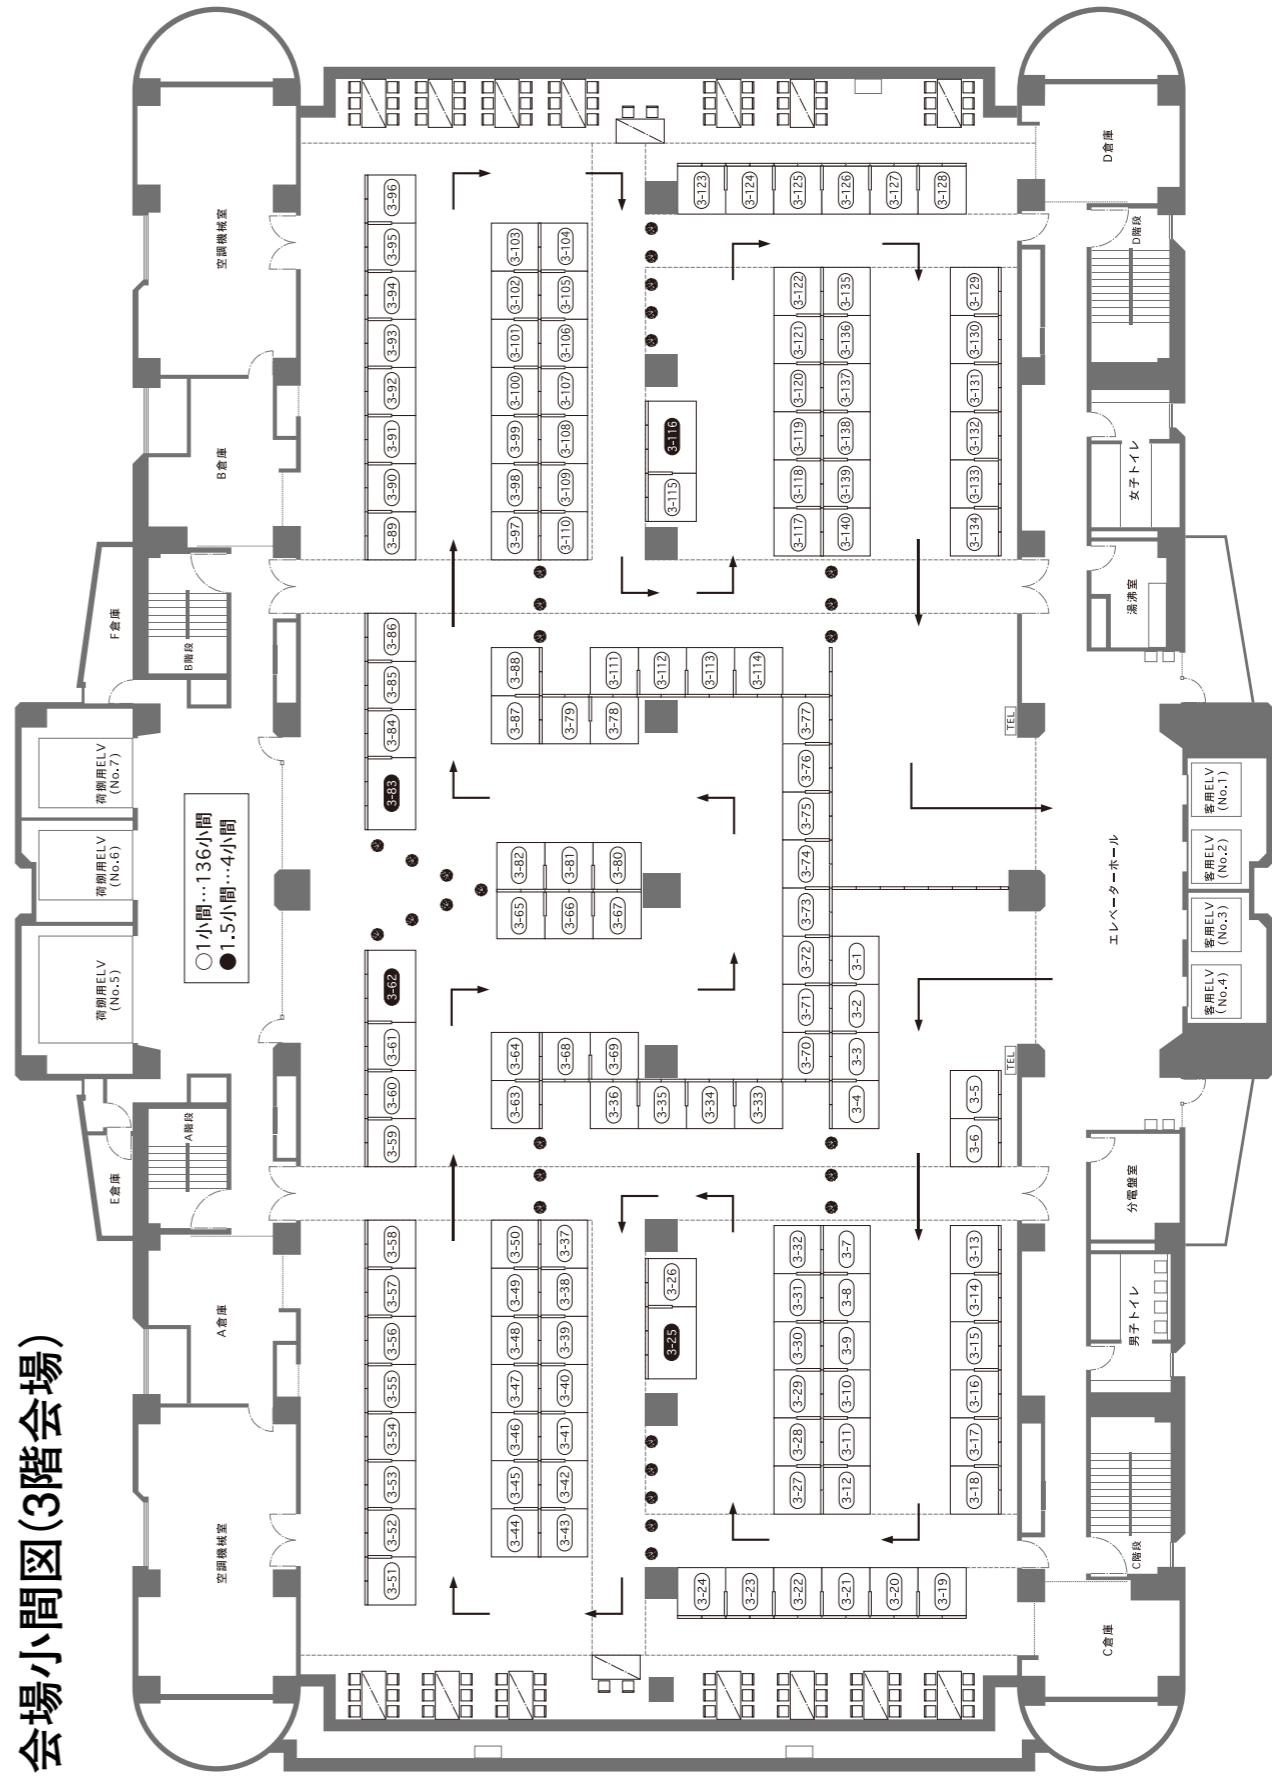 会場小間図(3階会場)
E倉庫
荷捌用ELV
(No.5)
荷捌用ELV
(No.6)
荷捌用ELV
(No.7)
F倉庫
A階段
B階段
○1小間…136小間
●1.5小間…4小間
空調機械室
A倉庫
B倉庫
空調機械室
3-51 3-52 3-53 3-54 3-55 3-56 3-57 3-58 3-59 3-60 3-61 3-62 3-83 3-84 3-85 3-86 3-89 3-90 3-91 3-92 3-93 3-94 3-95 3-96
3-44 3-45 3-46 3-47 3-48 3-49 3-50 3-63 3-64 3-65 3-82 3-87 3-88 3-97 3-98 3-99 3-100 3-101 3-102 3-103
3-43 3-42 3-41 3-40 3-39 3-38 3-37 3-68 3-66 3-81 3-79 3-110 3-109 3-108 3-107 3-106 3-105 3-104
3-36 3-69 3-67 3-80 3-78 3-111
3-25 3-26 3-35 3-112 3-115 3-116
3-24 3-34 3-113 3-123
3-23 3-33 3-114 3-124
3-22 3-27 3-28 3-29 3-30 3-31 3-32 3-70 3-71 3-72 3-73 3-74 3-75 3-76 3-77 3-117 3-118 3-119 3-120 3-121 3-122 3-125
3-21 3-12 3-11 3-10 3-9 3-8 3-7 3-4 3-3 3-2 3-1 3-140 3-139 3-138 3-137 3-136 3-135 3-126
3-20 3-127
3-19 3-18 3-17 3-16 3-15 3-14 3-13 3-6 3-5 3-134 3-133 3-132 3-131 3-130 3-129 3-128
TEL
TEL
C倉庫
C階段
男子トイレ
分電盤室
エレベーターホール
湯沸室
女子トイレ
D階段
D倉庫
客用ELV
(No.4)
客用ELV
(No.3)
客用ELV
(No.2)
客用ELV
(No.1)